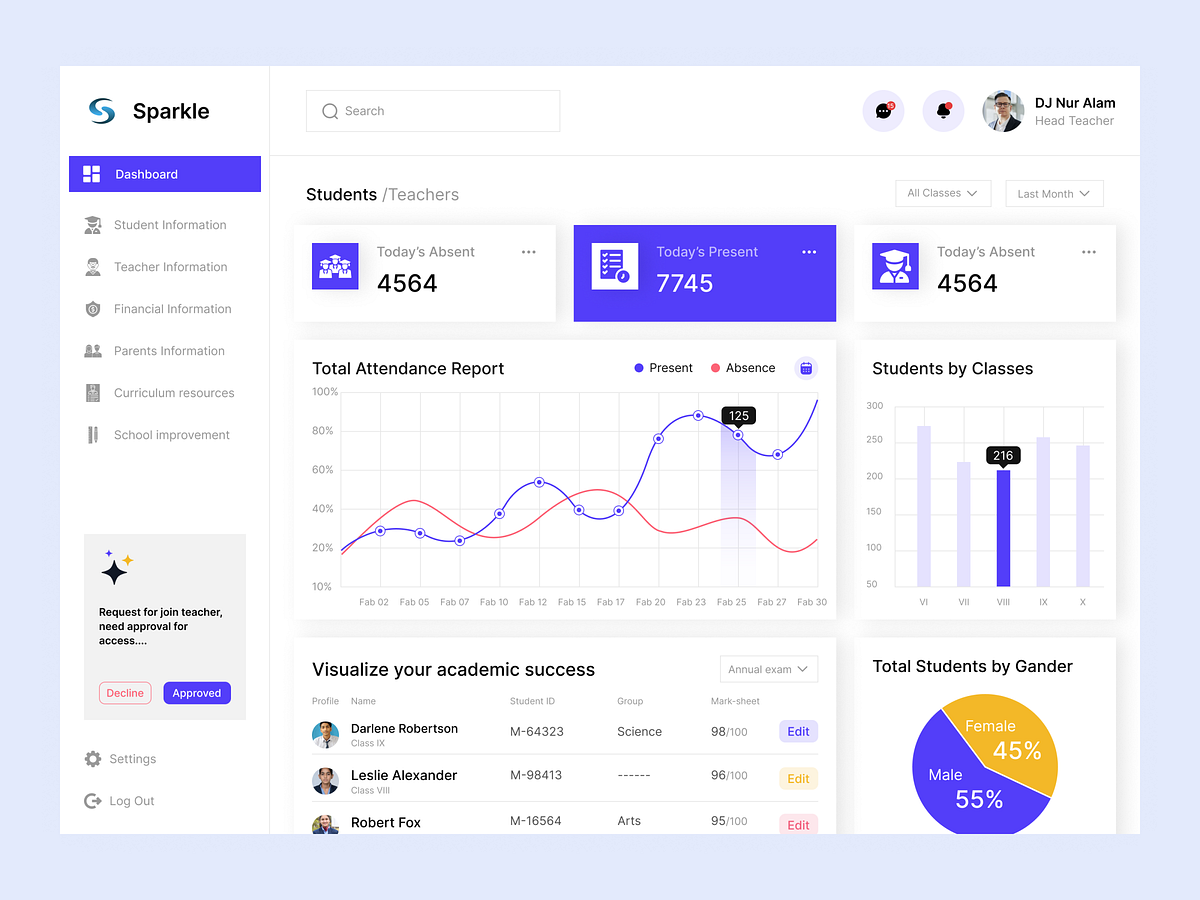 Sparkle
Search
DJ Nur Alam
Head Teacher
Dashboard
Student Information
Teacher Information
Financial Information
Parents Information
Curriculum resources
School improvement
Request for join teacher,
need approval for
access....
Decline
Approved
Settings
Log Out
Students /Teachers
All Classes
Last Month
Today's Absent
4564
Today's Present
7745
Today's Absent
4564
Total Attendance Report
Present
Absence
100%
80%
60%
40%
20%
10%
125
Fab 02 Fab 05 Fab 07 Fab 10 Fab 12 Fab 15 Fab 17 Fab 20 Fab 23 Fab 25 Fab 27 Fab 30
Students by Classes
300
250
200
150
100
50
216
VI VII VIII IX X
Visualize your academic success
Annual exam
Profile Name Student ID Group Mark-sheet
Darlene Robertson M-64323 Science 98/100 Edit
Class IX
Leslie Alexander M-98413 ------ 96/100 Edit
Class VIII
Robert Fox M-16564 Arts 95/100 Edit
Total Students by Gander
Female
45%
Male
55%